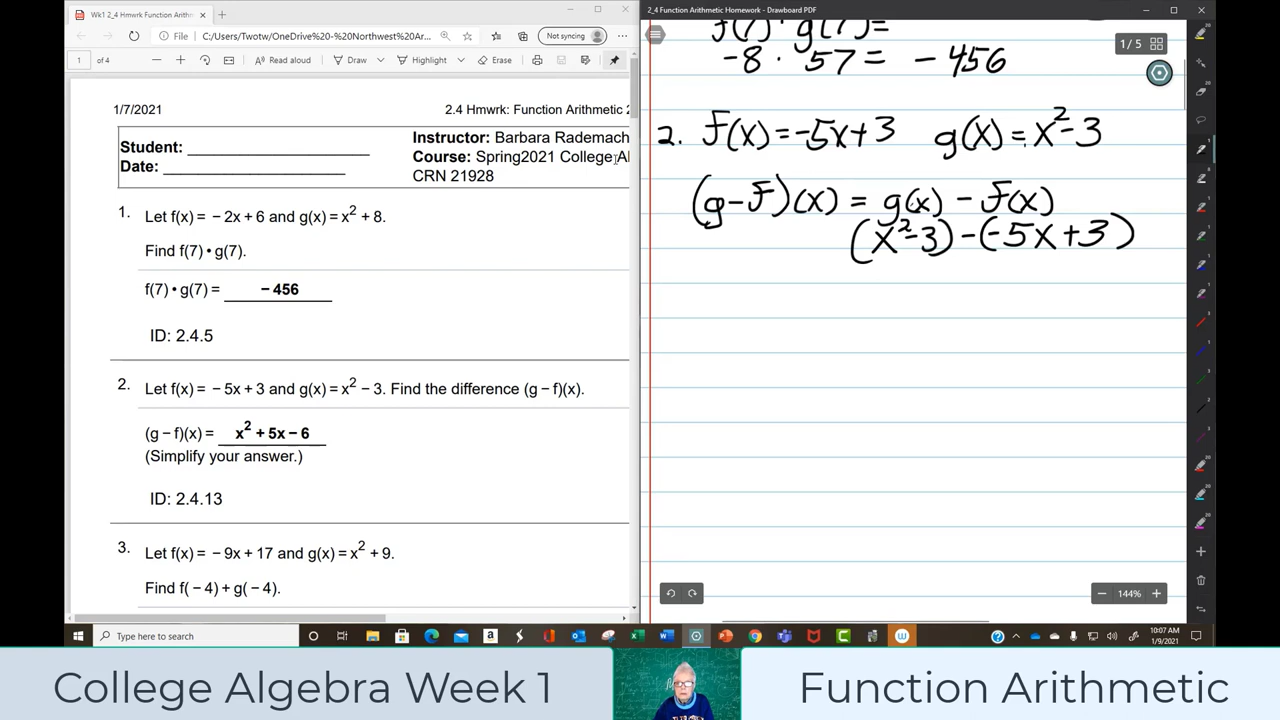 Wk1 2_4 Hmwrk Function Arithm
File
C:/Users/Twotw/OneDrive%20-%20Northwest%20Ar...
Not syncing
1
of 4
Draw
Highlight
Erase
Read aloud
1/7/2021
2.4 Hmwrk: Function Arithmetic 2
Student:
Date:
Instructor: Barbara Rademach
Course: Spring2021 College Al
CRN 21928
1. Let f(x) = − 2x + 6 and g(x) = x² + 8.
Find f(7) • g(7).
f(7) • g(7) = − 456
ID: 2.4.5
2. Let f(x) = − 5x + 3 and g(x) = x² − 3. Find the difference (g − f)(x).
(g − f)(x) = x² + 5x − 6
(Simplify your answer.)
ID: 2.4.13
3. Let f(x) = − 9x + 17 and g(x) = x² + 9.
Find f( − 4) + g( − 4).
2_4 Function Arithmetic Homework - Drawboard PDF
1 / 5
f(7) · g(7) =
-8 · 57 = -456
2. f(x) = -5x+3 g(x) = x²-3
(g-f)(x) = g(x) - f(x)
(x²-3) - (-5x+3)
144%
Type here to search
10:07 AM
1/9/2021
College Algebra Week 1
Function Arithmetic